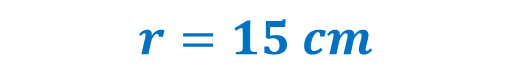 r = 15 cm